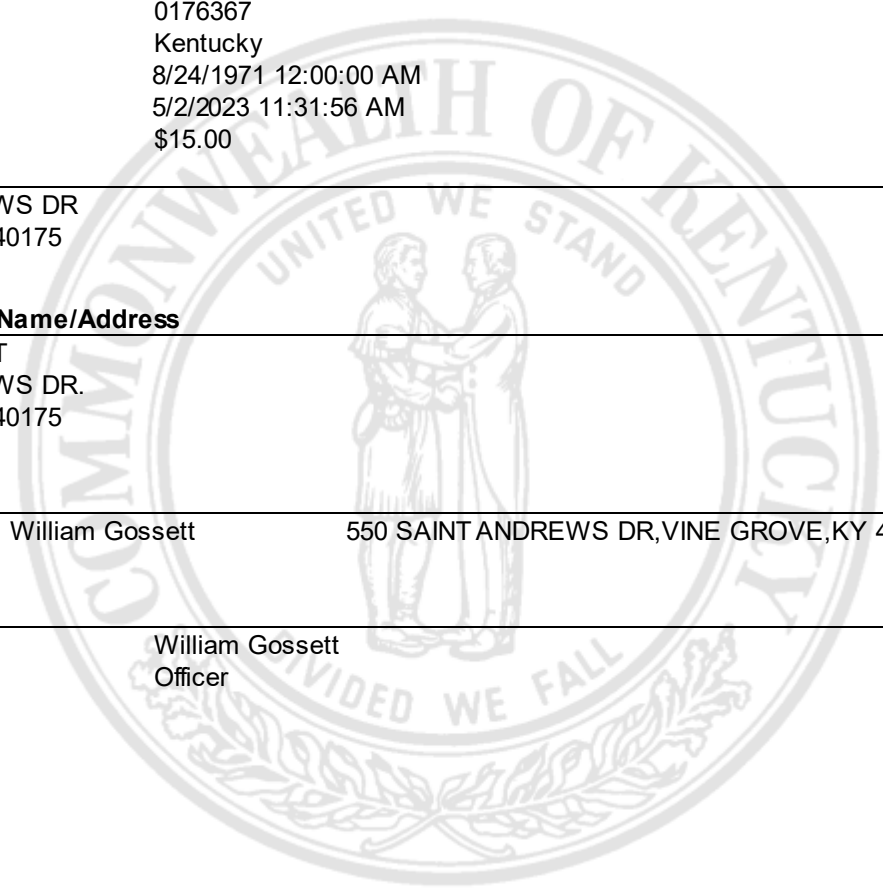 0176367
Kentucky
8/24/1971 12:00:00 AM
5/2/2023 11:31:56 AM
$15.00
WS DR
40175
Name/Address
T
WS DR.
40175
William Gossett 550 SAINT ANDREWS DR,VINE GROVE,KY 4
William Gossett
Officer
COMMONWEALTH OF KENTUCKY
UNITED WE STAND
DIVIDED WE FALL